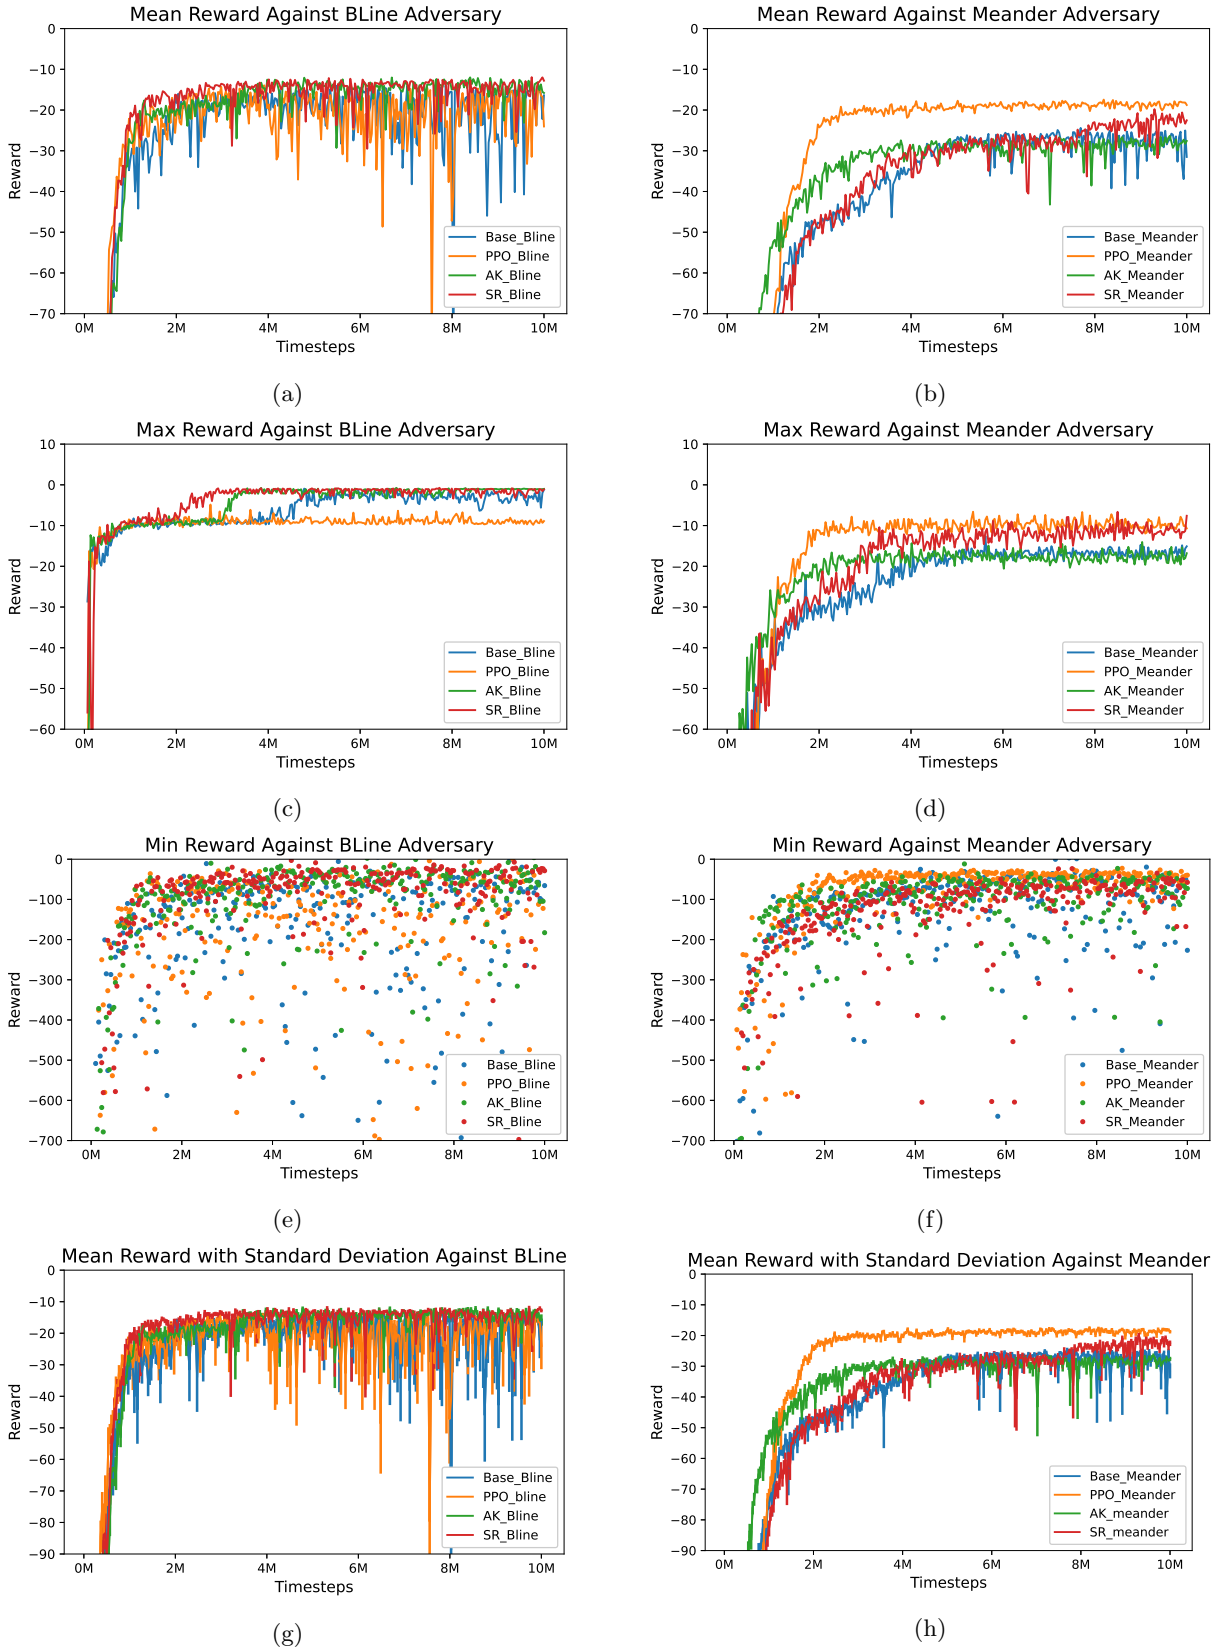 Mean Reward Against BLine Adversary
0
−10
−20
−30
−40
−50
−60
−70
Reward
0M 2M 4M 6M 8M 10M
Timesteps
Base_Bline
PPO_Bline
AK_Bline
SR_Bline
(a)
Mean Reward Against Meander Adversary
0
−10
−20
−30
−40
−50
−60
−70
Reward
0M 2M 4M 6M 8M 10M
Timesteps
Base_Meander
PPO_Meander
AK_Meander
SR_Meander
(b)
Max Reward Against BLine Adversary
10
0
−10
−20
−30
−40
−50
−60
Reward
0M 2M 4M 6M 8M 10M
Timesteps
Base_Bline
PPO_Bline
AK_Bline
SR_Bline
(c)
Max Reward Against Meander Adversary
10
0
−10
−20
−30
−40
−50
−60
Reward
0M 2M 4M 6M 8M 10M
Timesteps
Base_Meander
PPO_Meander
AK_Meander
SR_Meander
(d)
Min Reward Against BLine Adversary
0
−100
−200
−300
−400
−500
−600
−700
Reward
0M 2M 4M 6M 8M 10M
Timesteps
Base_Bline
PPO_Bline
AK_Bline
SR_Bline
(e)
Min Reward Against Meander Adversary
0
−100
−200
−300
−400
−500
−600
−700
Reward
0M 2M 4M 6M 8M 10M
Timesteps
Base_Meander
PPO_Meander
AK_Meander
SR_Meander
(f)
Mean Reward with Standard Deviation Against BLine
0
−10
−20
−30
−40
−50
−60
−70
−80
−90
Reward
0M 2M 4M 6M 8M 10M
Timesteps
Base_Bline
PPO_bline
AK_Bline
SR_Bline
(g)
Mean Reward with Standard Deviation Against Meander
0
−10
−20
−30
−40
−50
−60
−70
−80
−90
Reward
0M 2M 4M 6M 8M 10M
Timesteps
Base_Meander
PPO_Meander
AK_meander
SR_meander
(h)